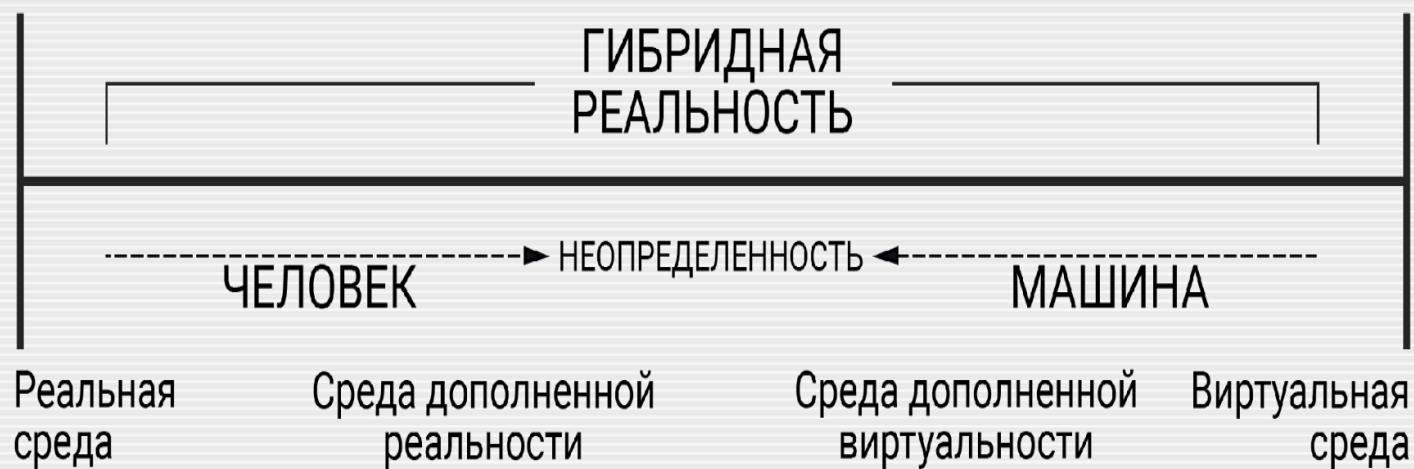 ГИБРИДНАЯ
РЕАЛЬНОСТЬ
НЕОПРЕДЕЛЕННОСТЬ
ЧЕЛОВЕК
МАШИНА
Реальная
среда
Среда дополненной
реальности
Среда дополненной
виртуальности
Виртуальная
среда